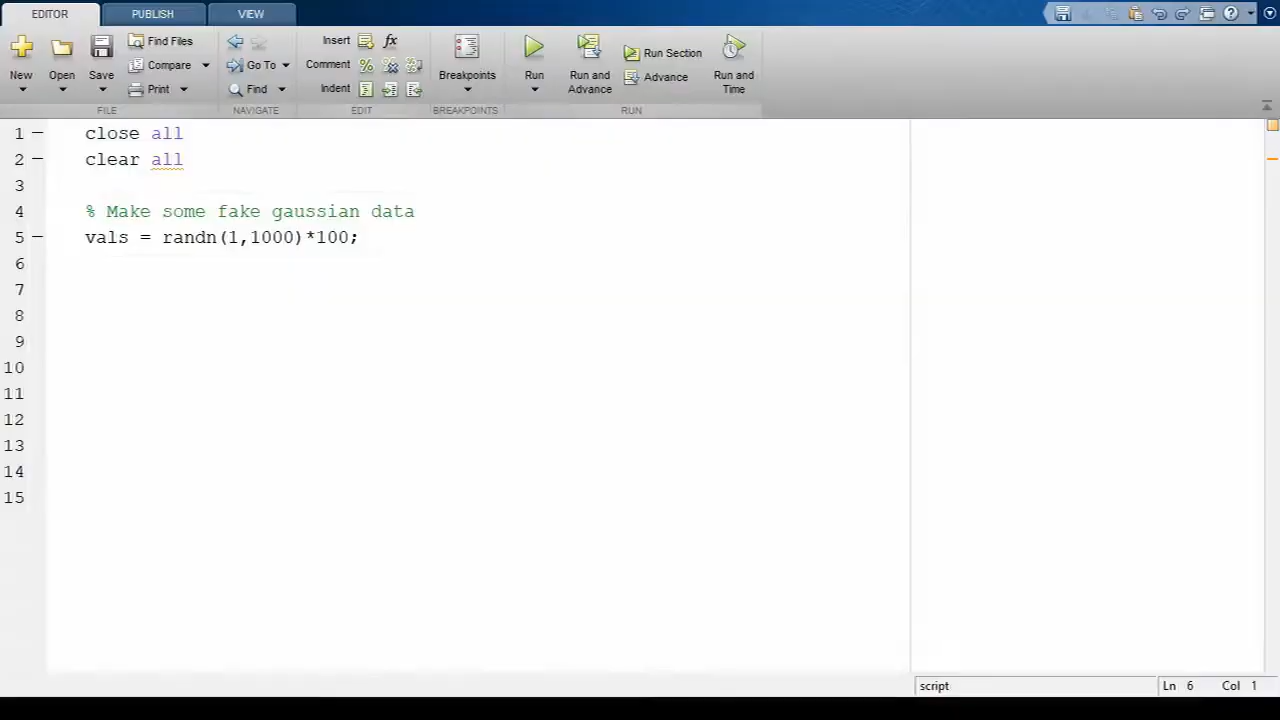 EDITOR PUBLISH VIEW
New Open Save Find Files Compare Print
FILE
Go To Find
NAVIGATE
Insert fx
Comment % % %
Indent
EDIT
Breakpoints
BREAKPOINTS
Run Run and Advance Run Section Advance Run and Time
RUN
1 close all
2 clear all
3
4 % Make some fake gaussian data
5 vals = randn(1,1000)*100;
6
7
8
9
10
11
12
13
14
15
script Ln 6 Col 1